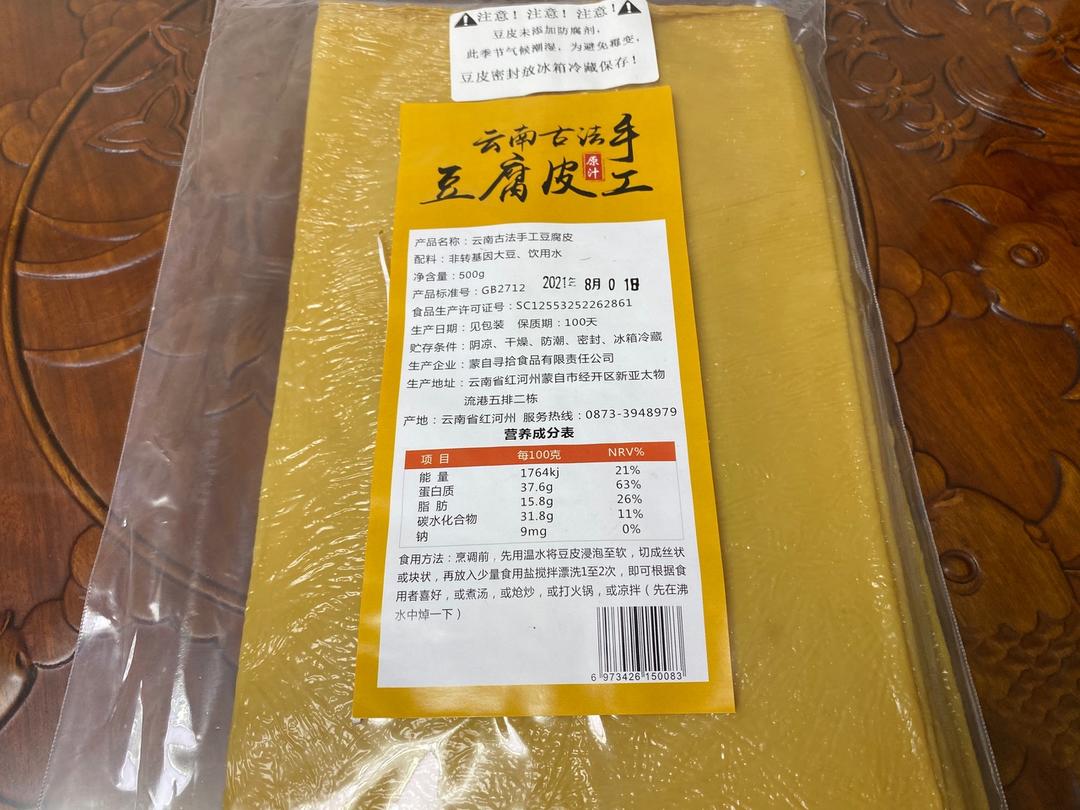 注意！注意！注意！
豆皮未添加防腐剂，
此季节气候潮湿，为避免霉变，
豆皮密封放冰箱冷藏保存！
云南古法手工
豆腐皮
原汁
产品名称：云南古法手工豆腐皮
配料：非转基因大豆、饮用水
净含量：500g
产品标准号：GB2712
2021年 8月 0 1日
食品生产许可证号：SC12553252262861
生产日期：见包装 保质期：100天
贮存条件：阴凉、干燥、防潮、密封、冰箱冷藏
生产企业：蒙自寻拾食品有限责任公司
生产地址：云南省红河州蒙自市经开区新亚太物
流港五排二栋
产地：云南省红河州 服务热线：0873-3948979
营养成分表
项 目 每100克 NRV%
能 量 1764kj 21%
蛋白质 37.6g 63%
脂 肪 15.8g 26%
碳水化合物 31.8g 11%
钠 9mg 0%
食用方法：烹调前，先用温水将豆皮浸泡至软，切成丝状
或块状，再放入少量食用盐搅拌漂洗1至2次，即可根据食
用者喜好，或煮汤，或炝炒，或打火锅，或凉拌（先在沸
水中焯一下）
6 973426 150083